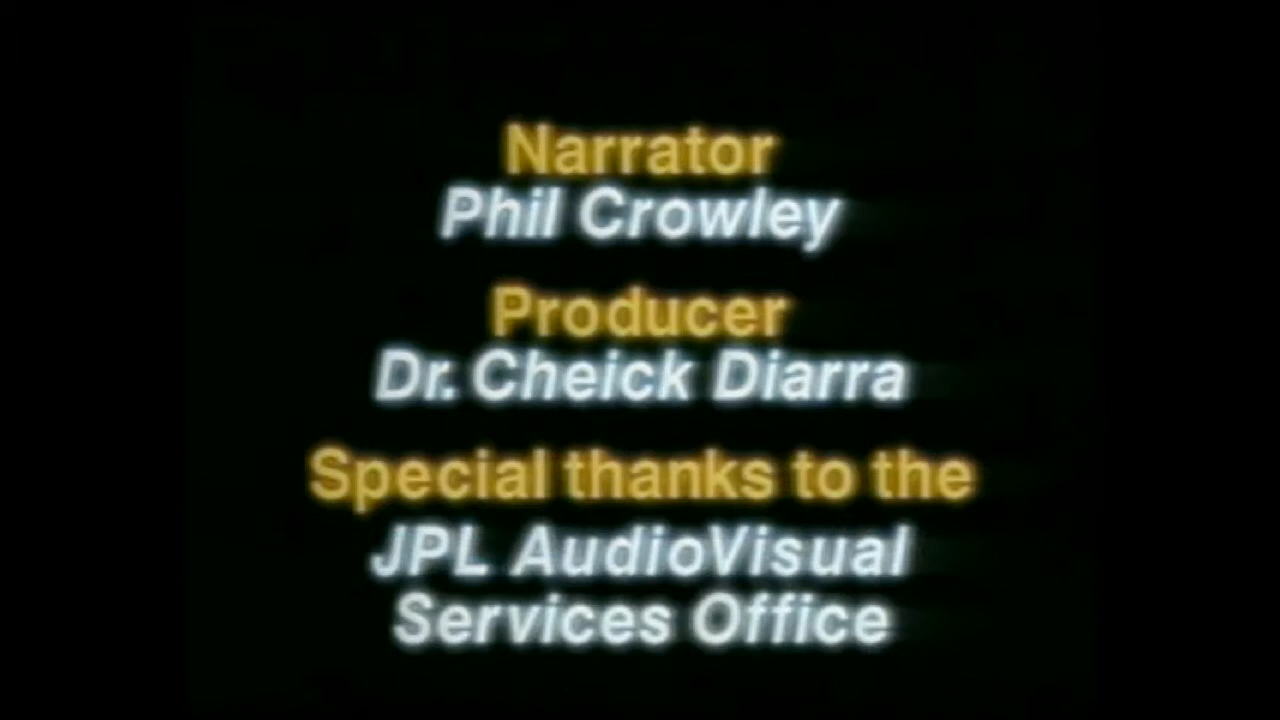 Narrator
Phil Crowley
Producer
Dr. Cheick Diarra
Special thanks to the
JPL AudioVisual
Services Office